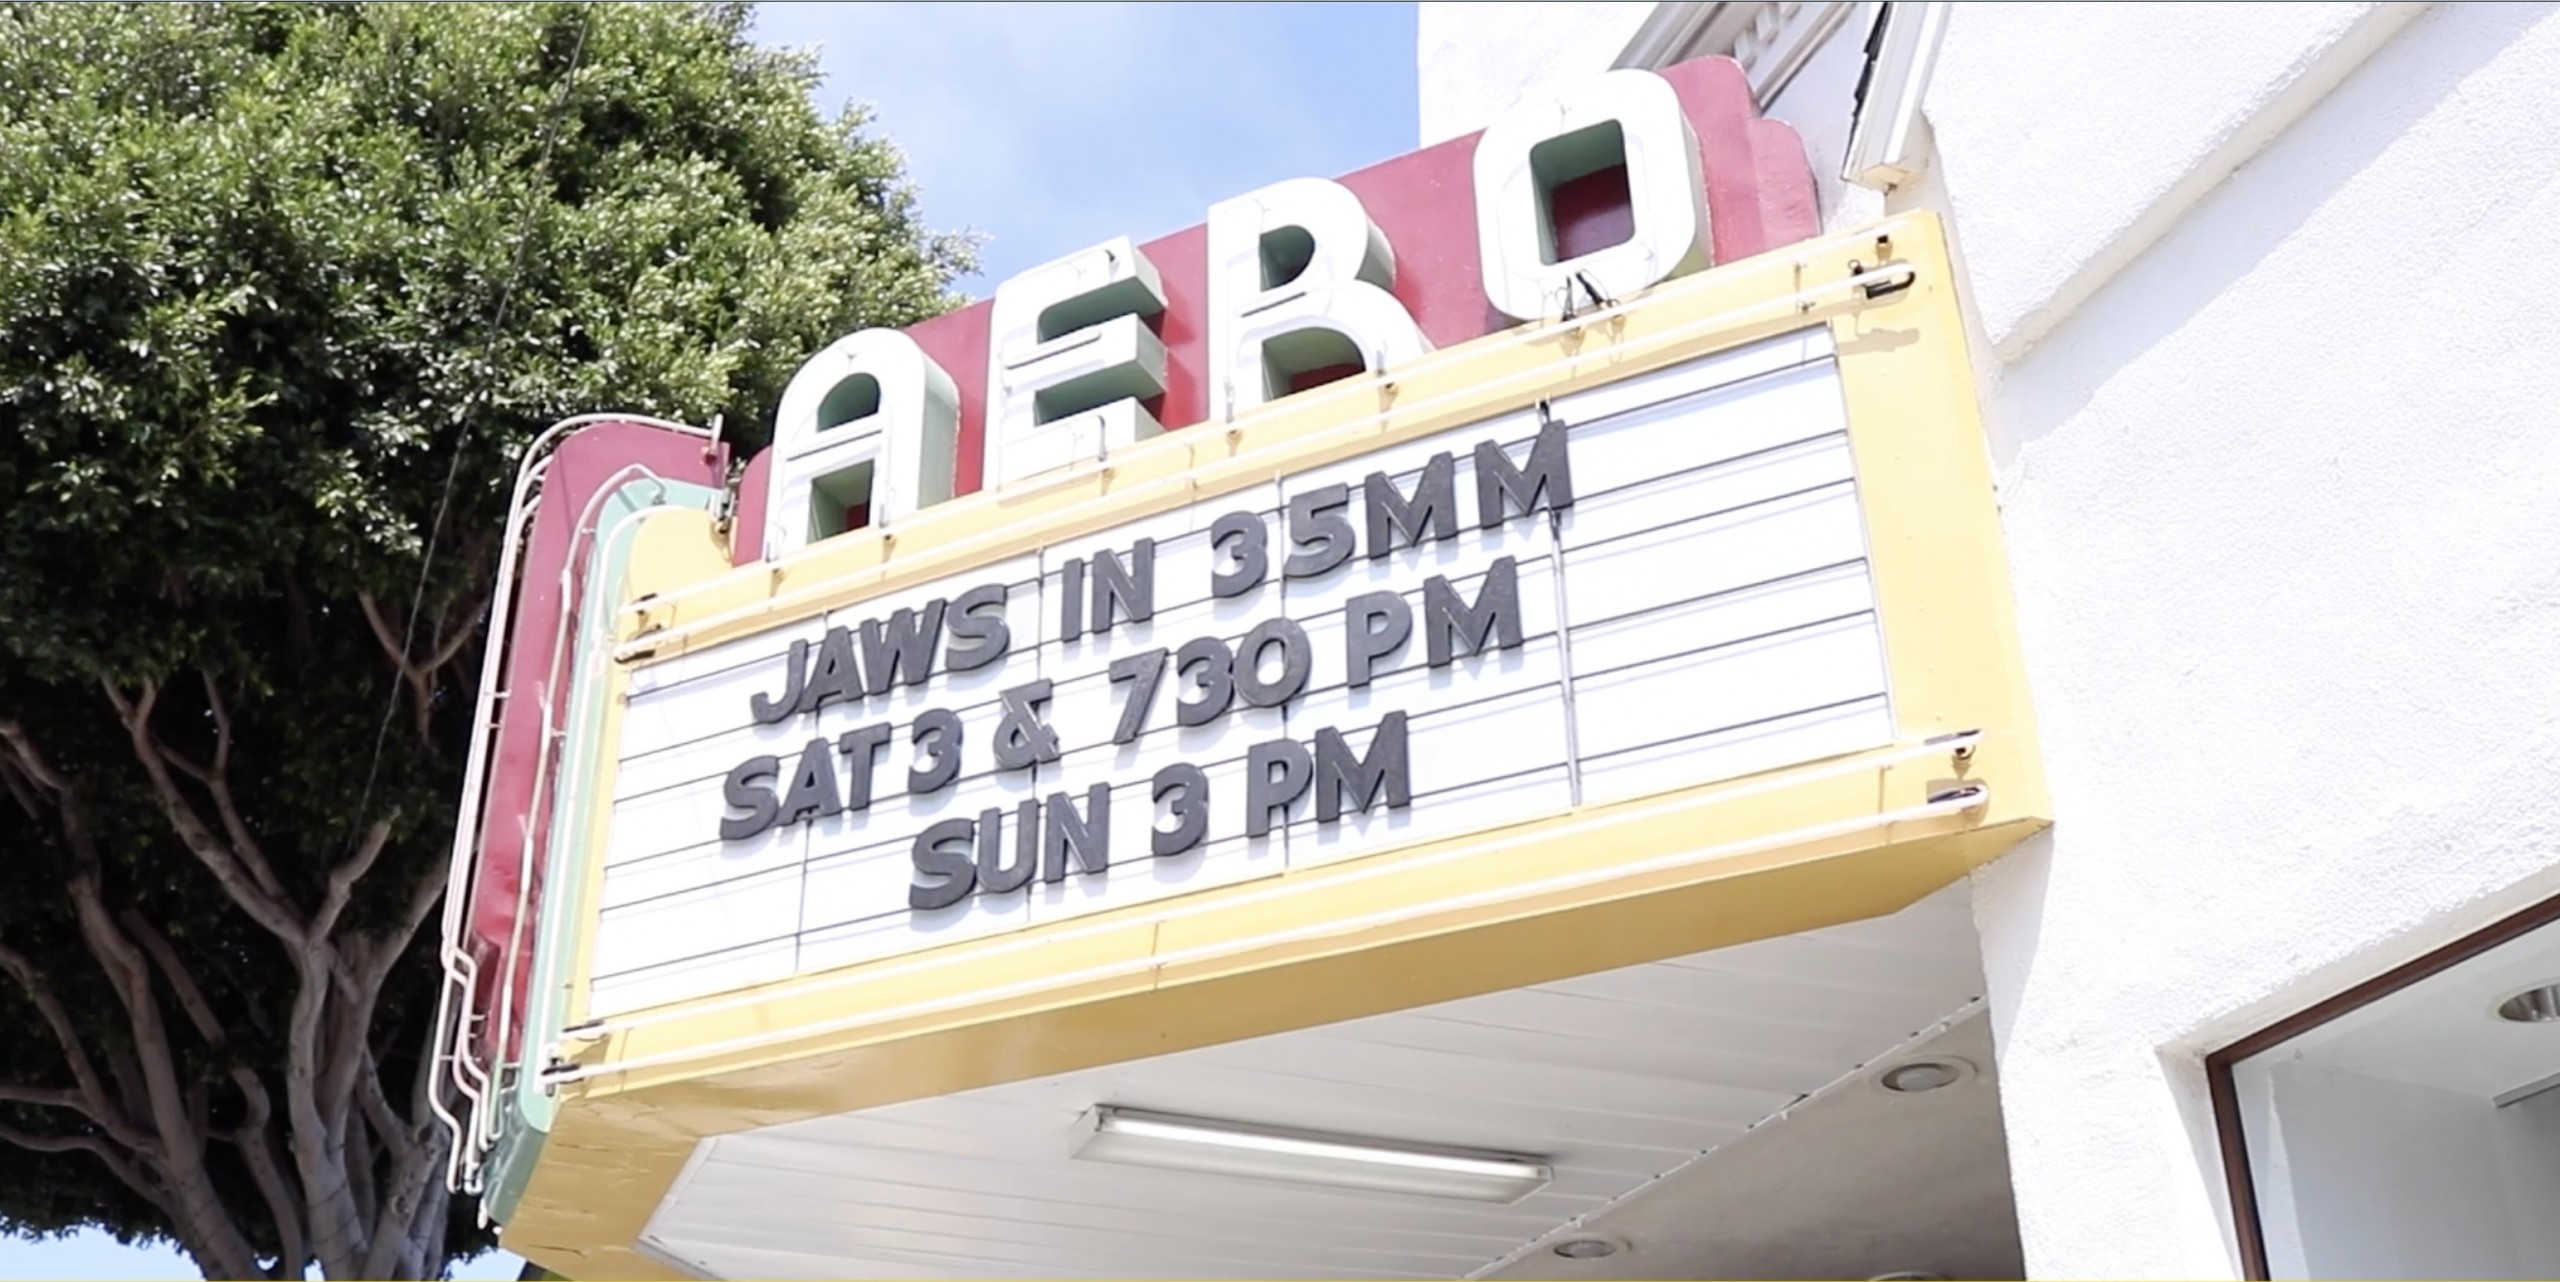 AERO
JAWS IN 35MM
SAT 3 & 730 PM
SUN 3 PM